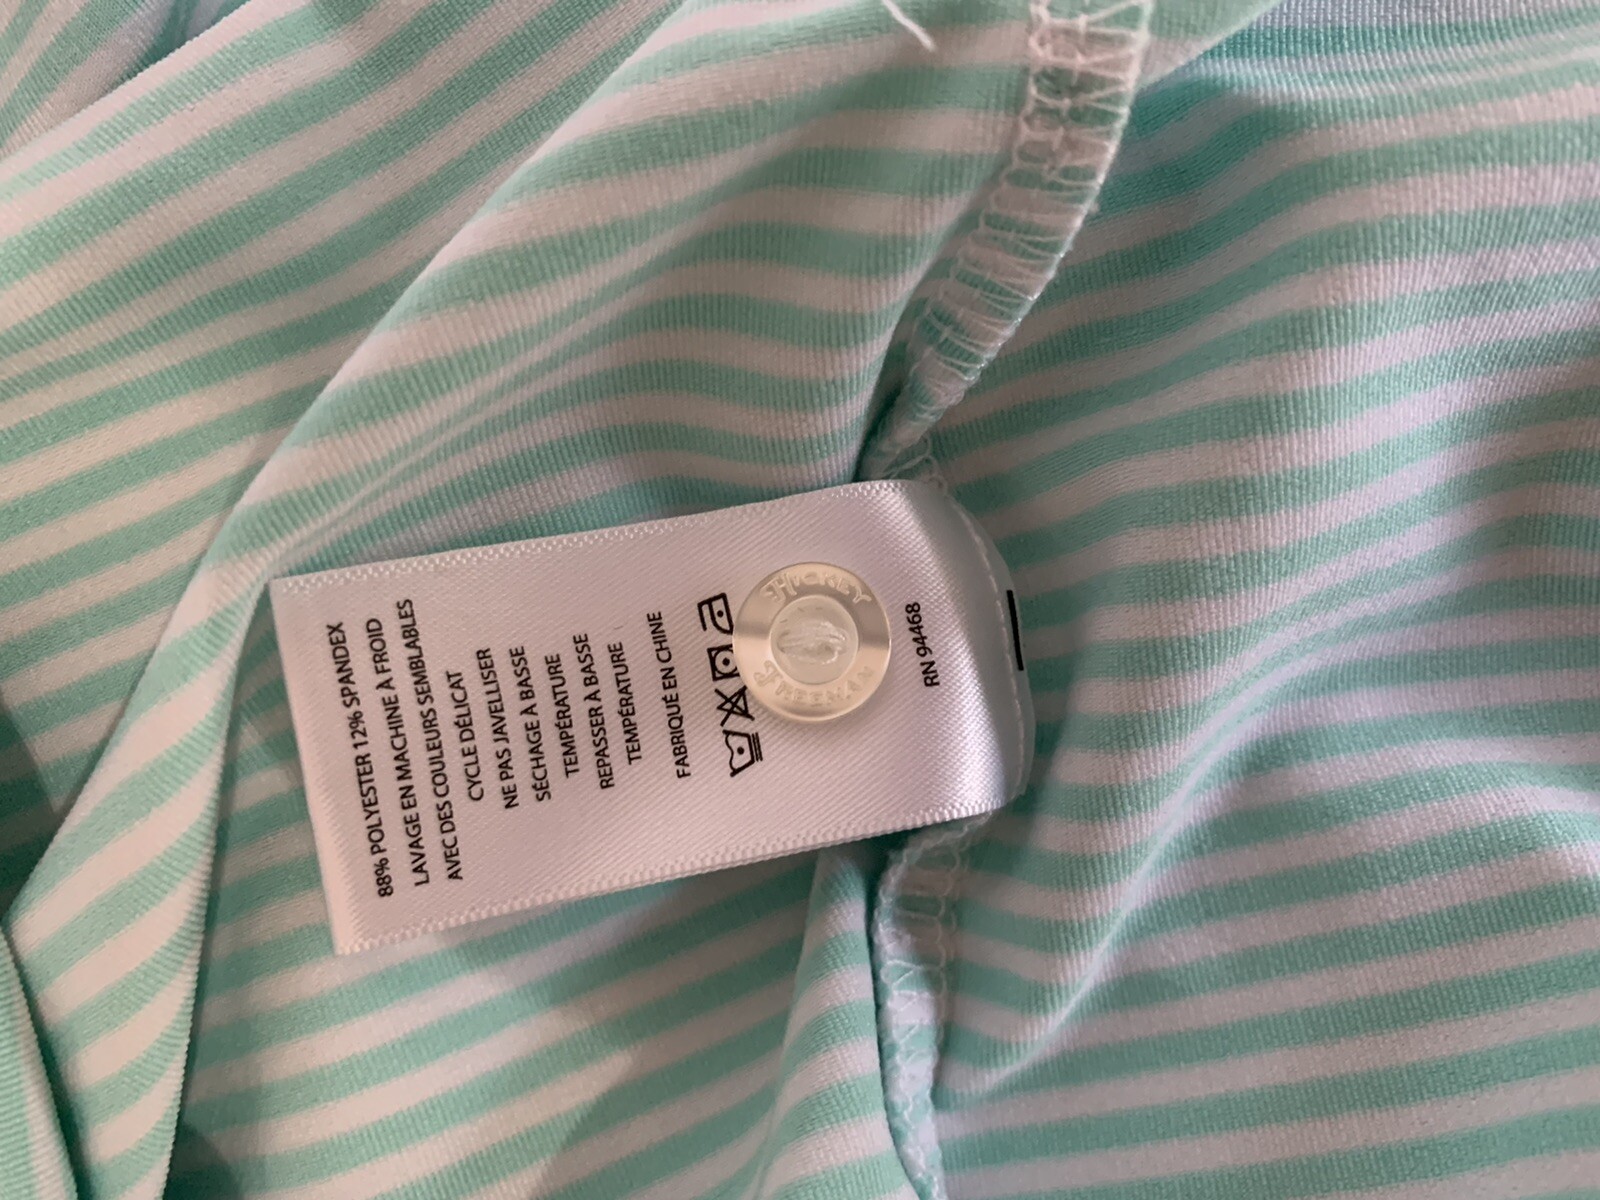 88% POLYESTER 12% SPANDEX
LAVAGE EN MACHINE À FROID
AVEC DES COULEURS SEMBLABLES
CYCLE DÉLICAT
NE PAS JAVELLISER
SÉCHAGE À BASSE
TEMPÉRATURE
REPASSER À BASSE
TEMPÉRATURE
FABRIQUÉ EN CHINE
HICKEY
FREEMAN
RN 94468